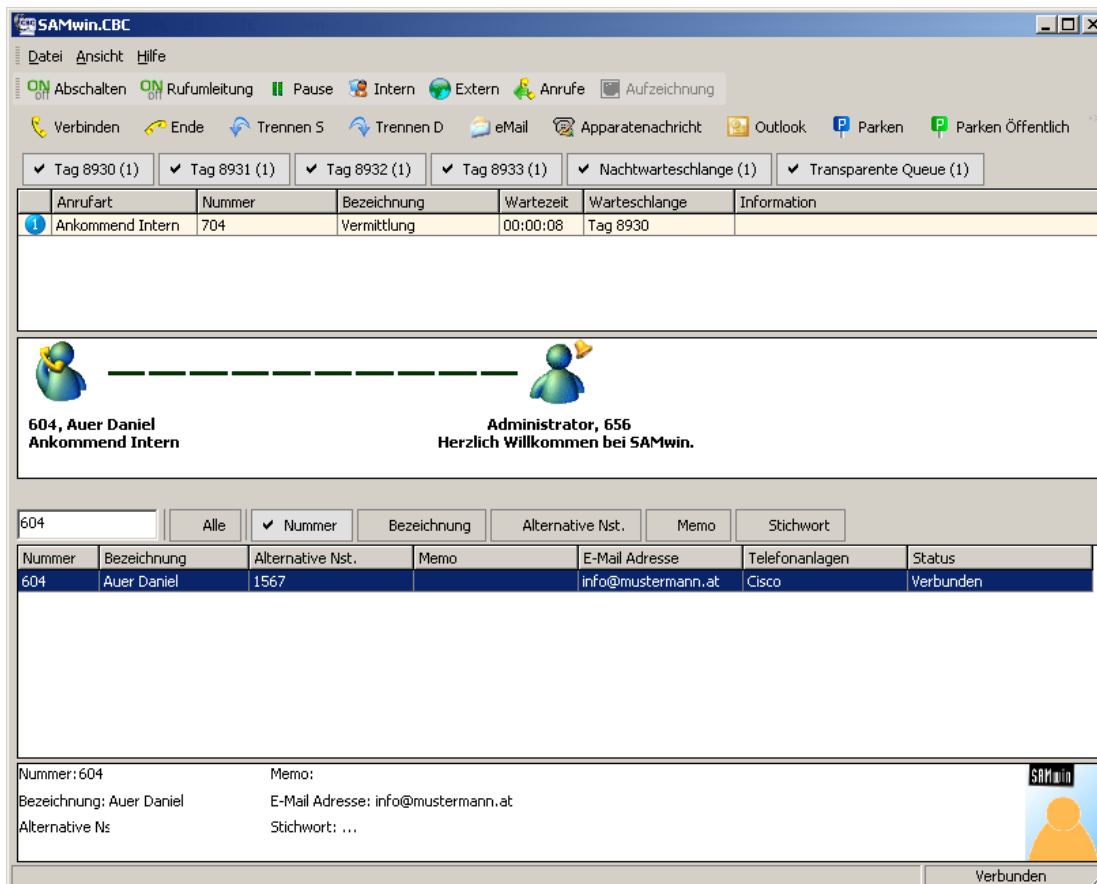 SAMwin.CBC
Datei Ansicht Hilfe
ON off Abschalten ON off Rufumleitung Pause Intern Extern Anrufe Aufzeichnung
Verbinden Ende Trennen S Trennen D eMail Apparatenachricht Outlook P Parken P Parken Öffentlich
Tag 8930 (1) Tag 8931 (1) Tag 8932 (1) Tag 8933 (1) Nachtwarteschlange (1) Transparente Queue (1)
Anrufart Nummer Bezeichnung Wartezeit Warteschlange Information
1 Ankommend Intern 704 Vermittlung 00:00:08 Tag 8930
604, Auer Daniel Administrator, 656
Ankommend Intern Herzlich Willkommen bei SAMwin.
604 Alle Nummer Bezeichnung Alternative Nst. Memo Stichwort
Nummer Bezeichnung Alternative Nst. Memo E-Mail Adresse Telefonanlagen Status
604 Auer Daniel 1567 info@mustermann.at Cisco Verbunden
Nummer: 604 Memo: SAMwin
Bezeichnung: Auer Daniel E-Mail Adresse: info@mustermann.at
Alternative Ns Stichwort: ...
Verbunden